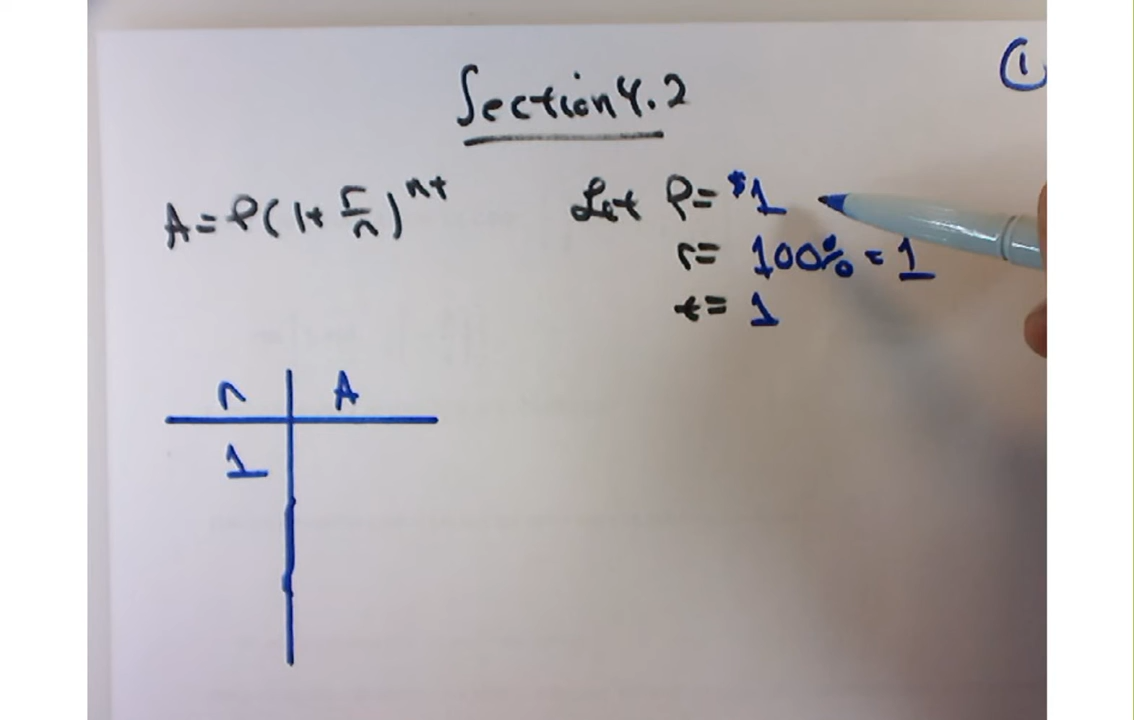 Section 4.2
1
A = P(1 + r/n)^nt
Let P = $1
r = 100% = 1
t = 1
n A
1